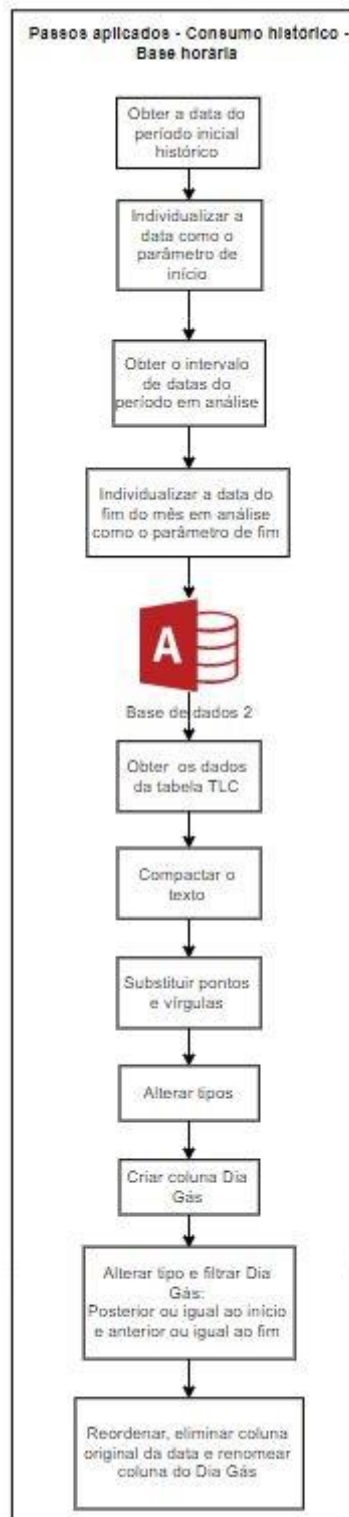 Passos aplicados - Consumo histórico -
Base horária
Obter a data do
período inicial
histórico
Individualizar a
data como o
parâmetro de
início
Obter o intervalo
de datas do
período em análise
Individualizar a data do
fim do mês em análise
como o parâmetro de fim
A
Base de dados 2
Obter os dados
da tabela TLC
Compactar o
texto
Substituir pontos
e vírgulas
Alterar tipos
Criar coluna Dia
Gás
Alterar tipo e filtrar Dia
Gás:
Posterior ou igual ao início
e anterior ou igual ao fim
Reordenar, eliminar coluna
original da data e renomear
coluna do Dia Gás